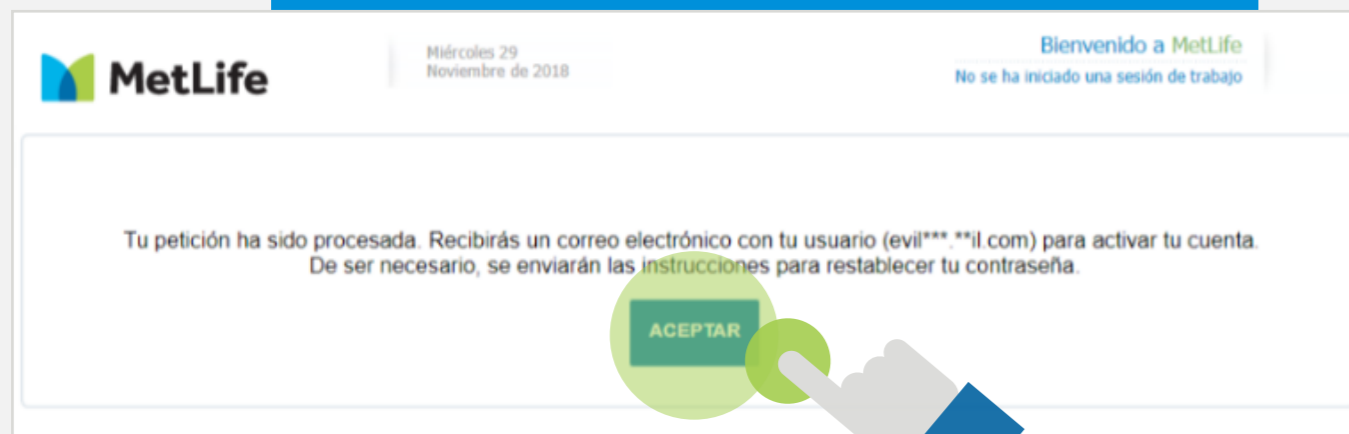 MetLife
Miércoles 29
Noviembre de 2018
Bienvenido a MetLife
No se ha iniciado una sesión de trabajo
Tu petición ha sido procesada. Recibirás un correo electrónico con tu usuario (evil***.**il.com) para activar tu cuenta.
De ser necesario, se enviarán las instrucciones para restablecer tu contraseña.
ACEPTAR